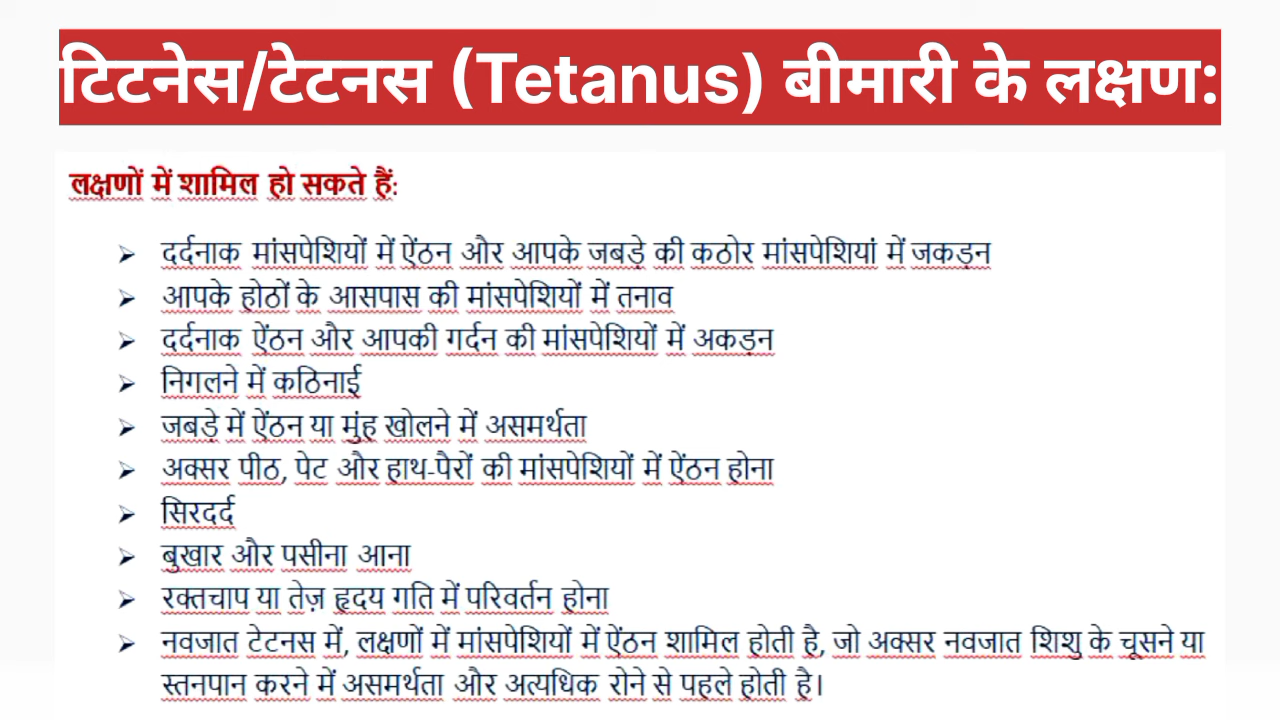 टिटनेस/टेटनस (Tetanus) बीमारी के लक्षण:
लक्षणों में शामिल हो सकते हैं:
➢ दर्दनाक मांसपेशियों में ऐंठन और आपके जबड़े की कठोर मांसपेशियां में जकड़न
➢ आपके होठों के आसपास की मांसपेशियों में तनाव
➢ दर्दनाक ऐंठन और आपकी गर्दन की मांसपेशियों में अकड़न
➢ निगलने में कठिनाई
➢ जबड़े में ऐंठन या मुंह खोलने में असमर्थता
➢ अक्सर पीठ, पेट और हाथ-पैरों की मांसपेशियों में ऐंठन होना
➢ सिरदर्द
➢ बुखार और पसीना आना
➢ रक्तचाप या तेज़ हृदय गति में परिवर्तन होना
➢ नवजात टेटनस में, लक्षणों में मांसपेशियों में ऐंठन शामिल होती है, जो अक्सर नवजात शिशु के चूसने या
स्तनपान करने में असमर्थता और अत्यधिक रोने से पहले होती है।